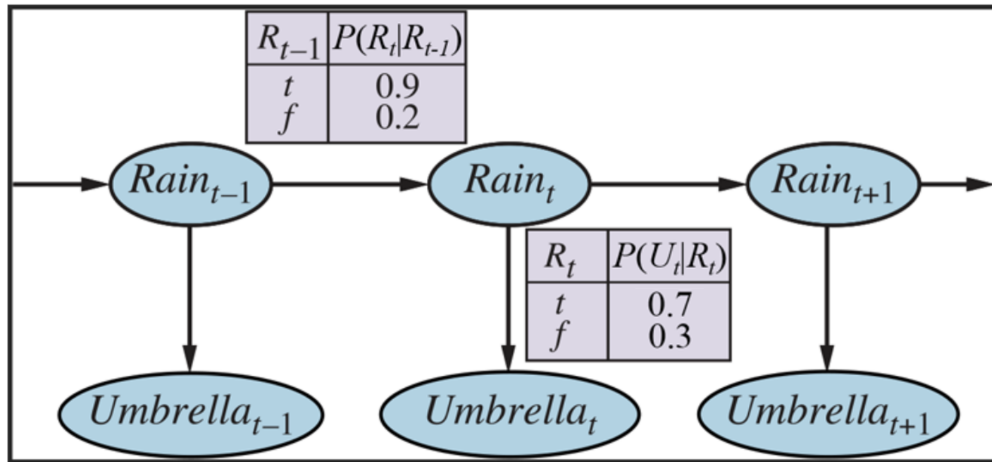 R_{t−1} P(R_t|R_{t-1})
t 0.9
f 0.2
Rain_{t−1} Rain_t Rain_{t+1}
R_t P(U_t|R_t)
t 0.7
f 0.3
Umbrella_{t−1} Umbrella_t Umbrella_{t+1}